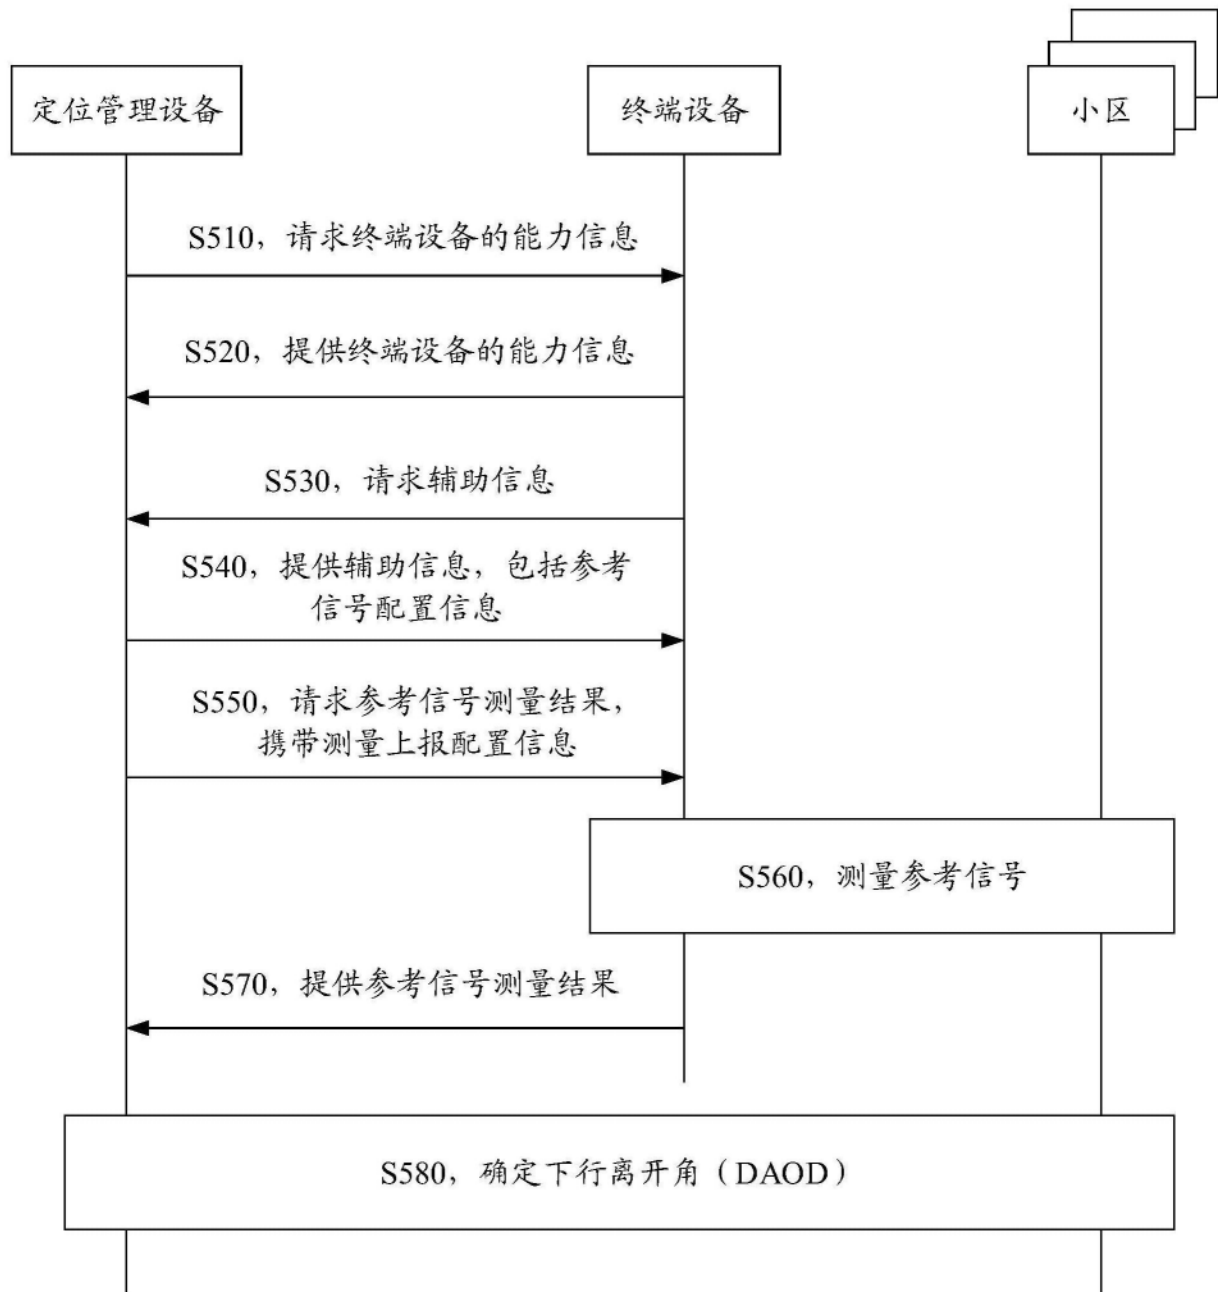 定位管理设备
终端设备
小区
S510，请求终端设备的能力信息
S520，提供终端设备的能力信息
S530，请求辅助信息
S540，提供辅助信息，包括参考
信号配置信息
S550，请求参考信号测量结果，
携带测量上报配置信息
S560，测量参考信号
S570，提供参考信号测量结果
S580，确定下行离开角（DAOD）